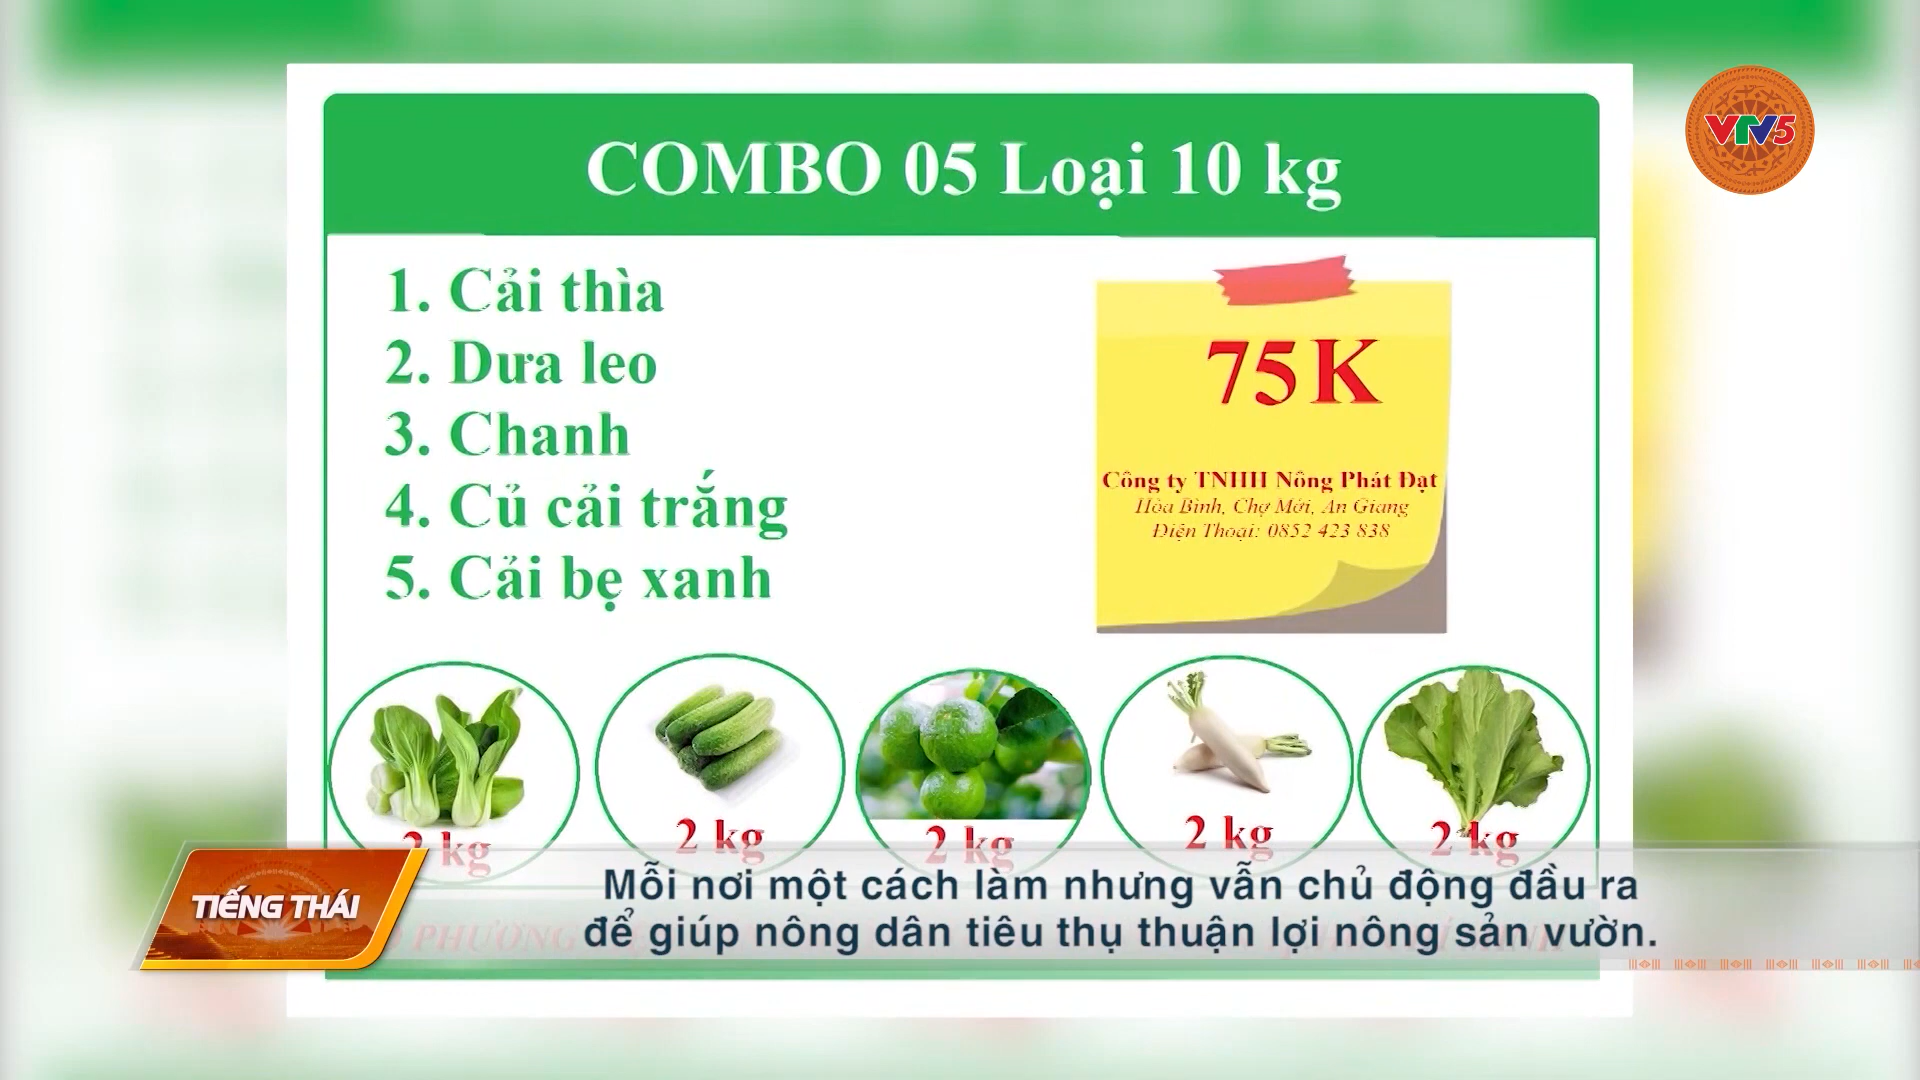 VTV5
COMBO 05 Loại 10 kg
1. Cải thìa
2. Dưa leo
3. Chanh
4. Củ cải trắng
5. Cải bẹ xanh
75K
Công ty TNHH Nông Phát Đạt
Hòa Bình, Chợ Mới, An Giang
Điện Thoại: 0852 423 838
2 kg
2 kg
2 kg
2 kg
2 kg
TIẾNG THÁI
Mỗi nơi một cách làm nhưng vẫn chủ động đầu ra
để giúp nông dân tiêu thụ thuận lợi nông sản vườn.